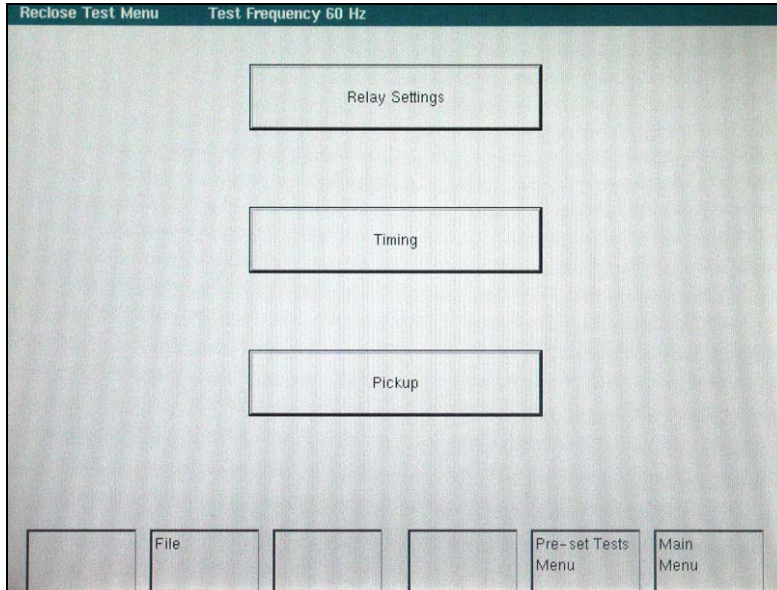 Reclose Test Menu Test Frequency 60 Hz
Relay Settings
Timing
Pickup
File
Pre-set Tests
Menu
Main
Menu